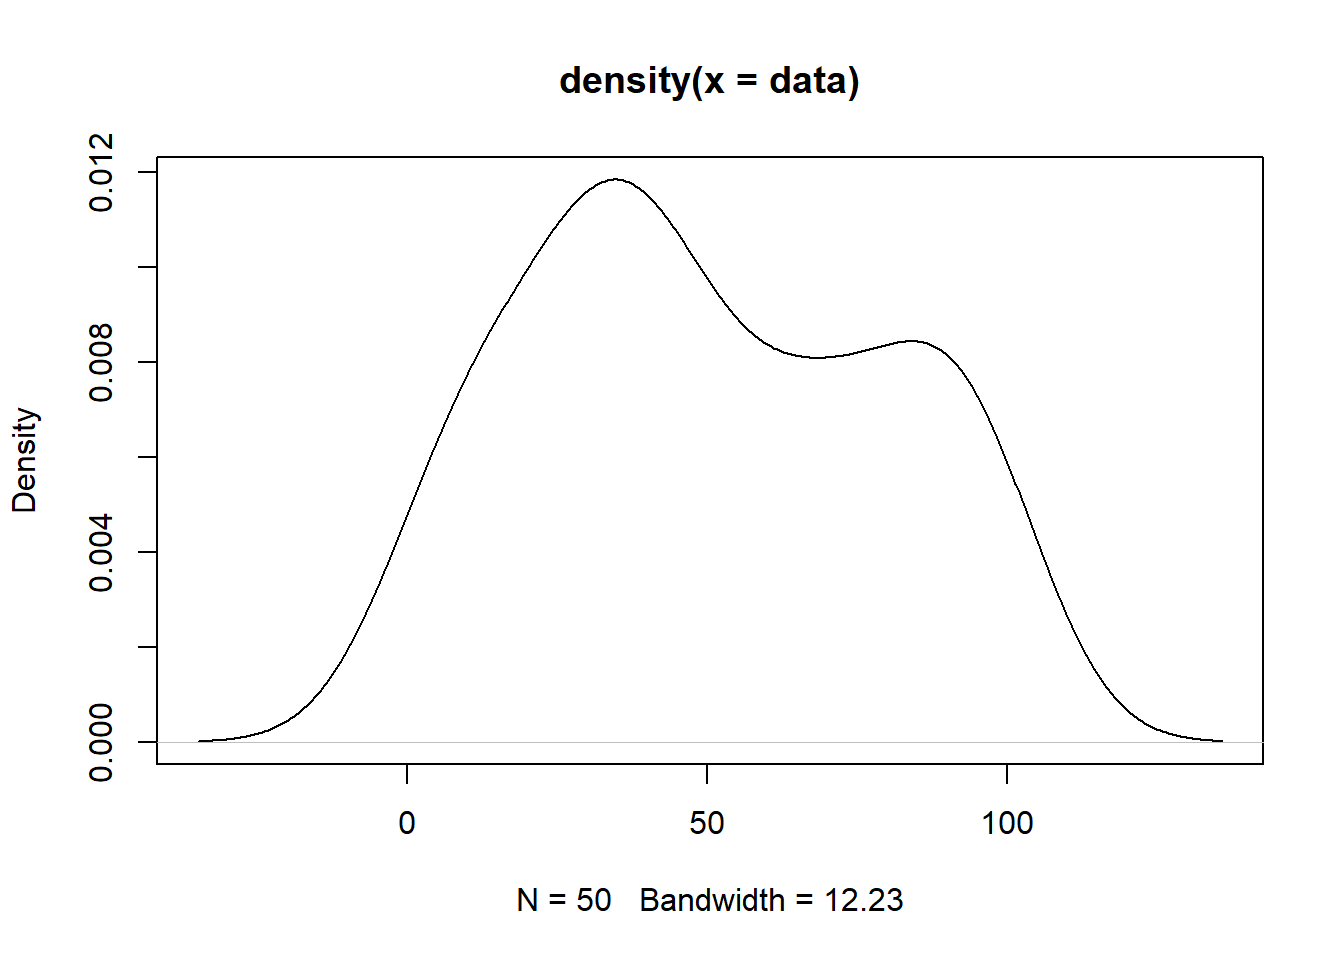 density(x = data)
Density
0.012
0.008
0.004
0.000
0 50 100
N = 50 Bandwidth = 12.23